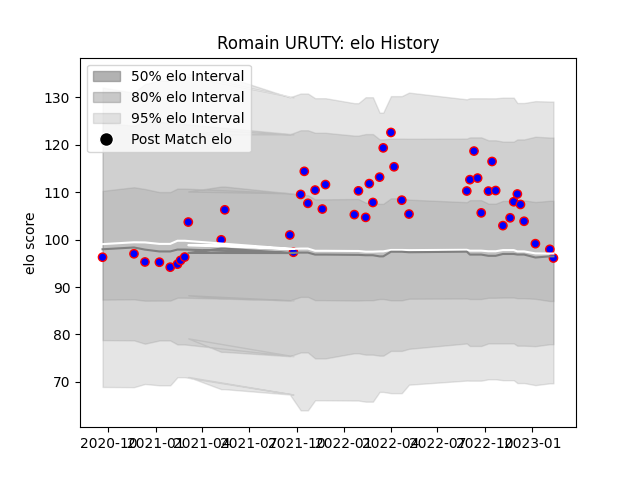 Romain URUTY: elo History
50% elo Interval
80% elo Interval
95% elo Interval
Post Match elo
elo score
130
120
110
100
90
80
70
2020-10
2021-01
2021-04
2021-07
2021-10
2022-01
2022-04
2022-07
2022-10
2023-01